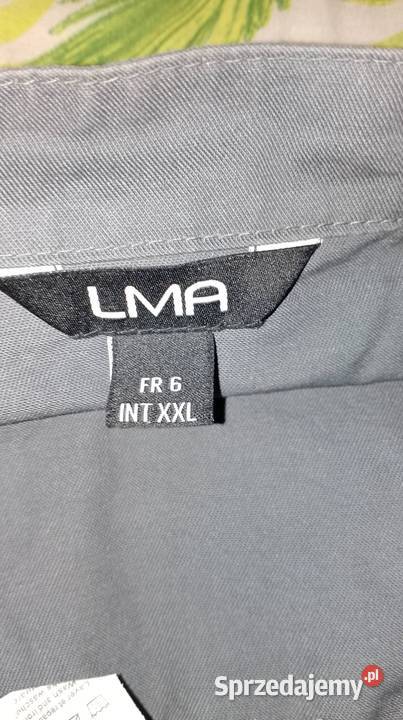 LMA
FR 6
INT XXL
Sprzedajemy.pl